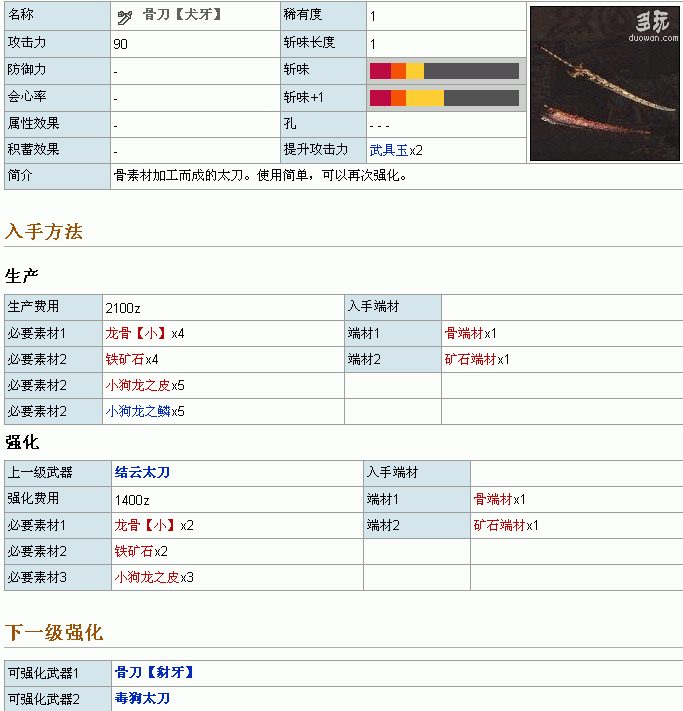 名称 骨刀【犬牙】 稀有度 1
多玩
duowan.com
攻击力 90 斩味长度 1
防御力 - 斩味
会心率 - 斩味+1
属性效果 - 孔 ---
积蓄效果 - 提升攻击力 武具玉x2
简介 骨素材加工而成的太刀。使用简单，可以再次强化。
入手方法
生产
生产费用 2100z 入手端材
必要素材1 龙骨【小】x4 端材1 骨端材x1
必要素材2 铁矿石x4 端材2 矿石端材x1
必要素材2 小狗龙之皮x5
必要素材2 小狗龙之鳞x5
强化
上一级武器 结云太刀 入手端材
强化费用 1400z 端材1 骨端材x1
必要素材1 龙骨【小】x2 端材2 矿石端材x1
必要素材2 铁矿石x2
必要素材3 小狗龙之皮x3
下一级强化
可强化武器1 骨刀【豺牙】
可强化武器2 毒狗太刀